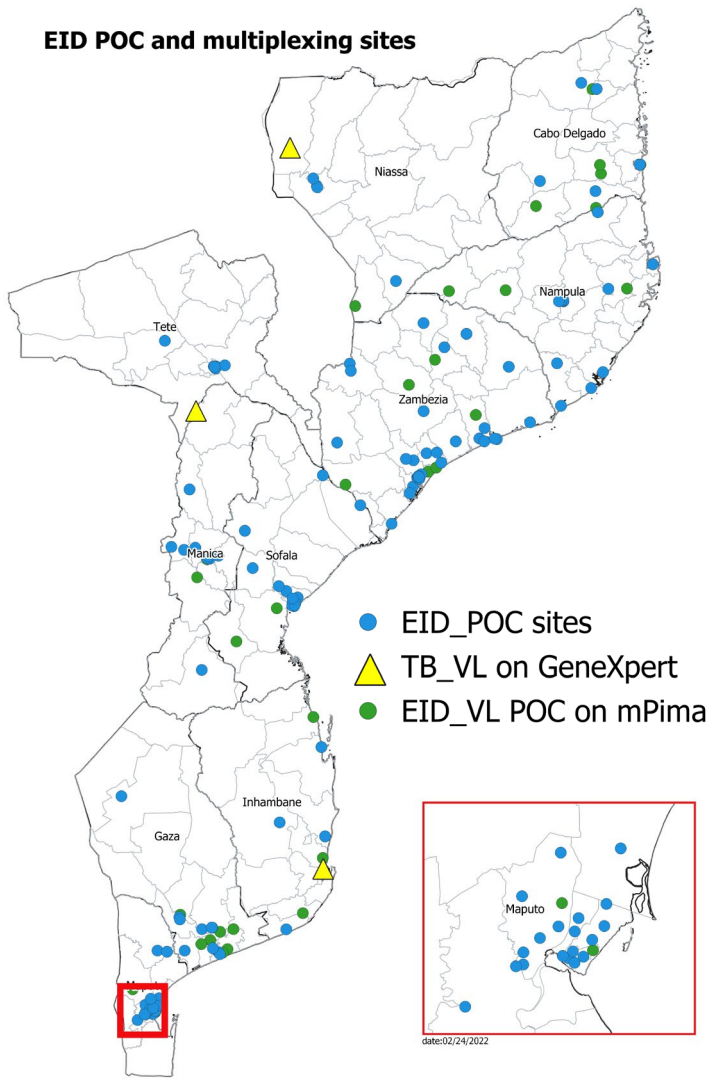 EID POC and multiplexing sites
Cabo Delgado
Niassa
Nampula
Tete
Zambezia
Manica
Sofala
EID_POC sites
TB_VL on GeneXpert
EID_VL POC on mPima
Inhambane
Gaza
Maputo
date:02/24/2022